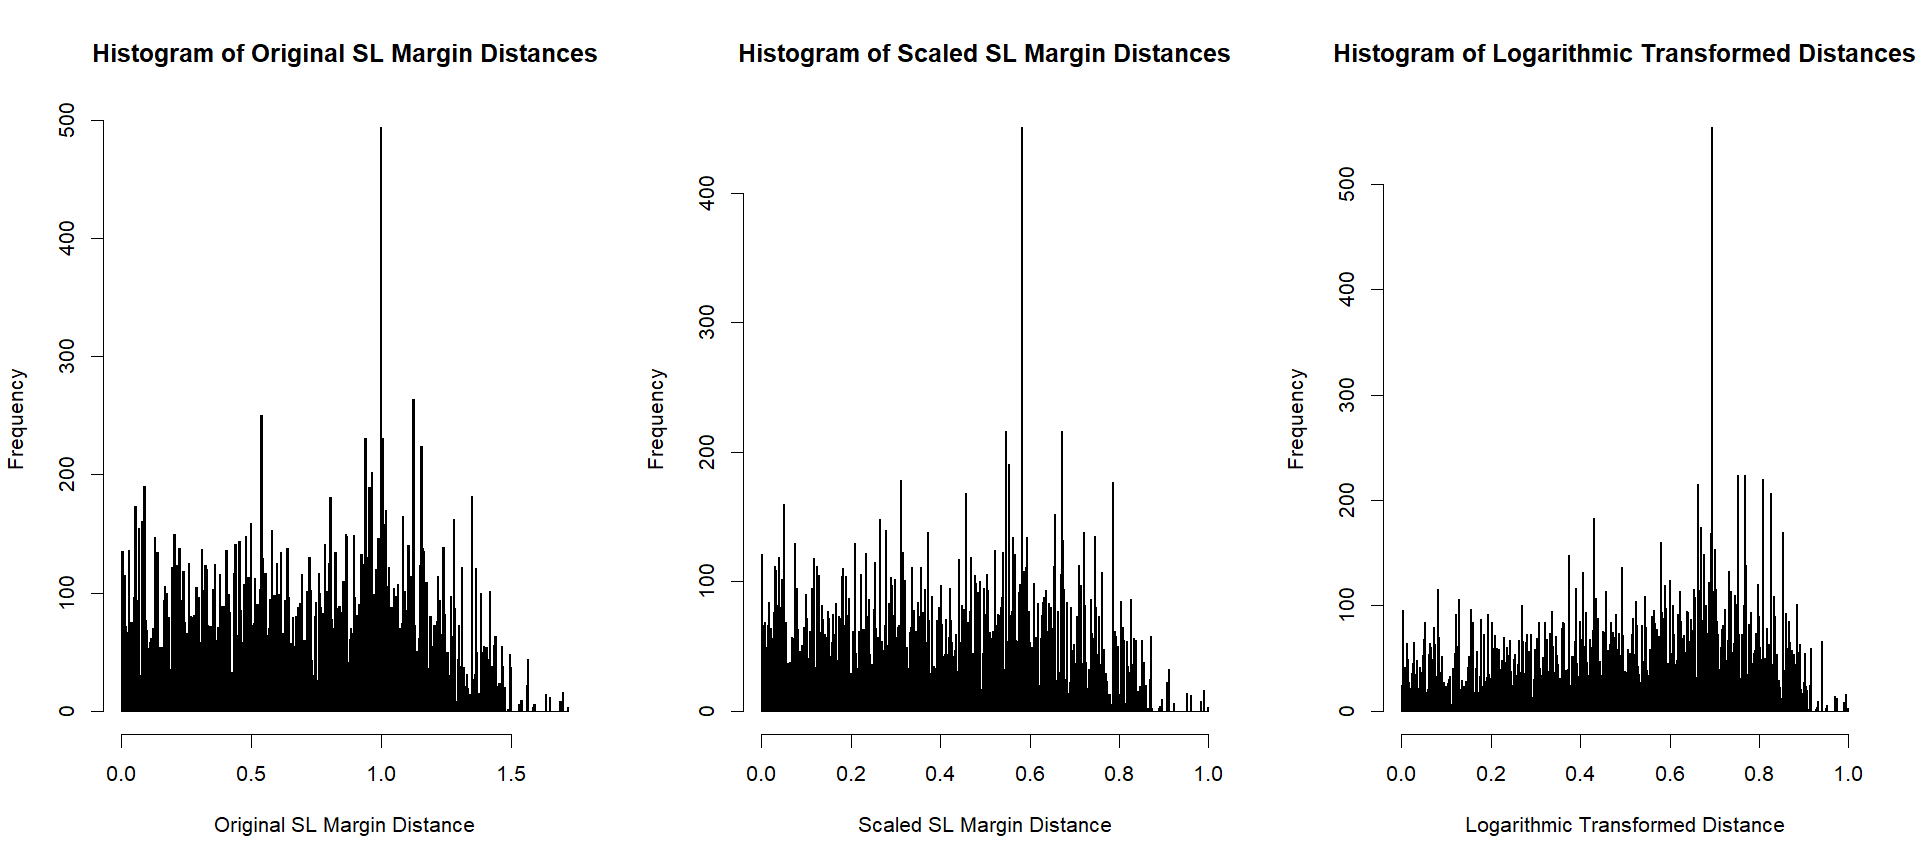 Histogram of Original SL Margin Distances
Frequency
0 100 200 300 400 500
0.0 0.5 1.0 1.5
Original SL Margin Distance
Histogram of Scaled SL Margin Distances
Frequency
0 100 200 300 400
0.0 0.2 0.4 0.6 0.8 1.0
Scaled SL Margin Distance
Histogram of Logarithmic Transformed Distances
Frequency
0 100 200 300 400 500
0.0 0.2 0.4 0.6 0.8 1.0
Logarithmic Transformed Distance